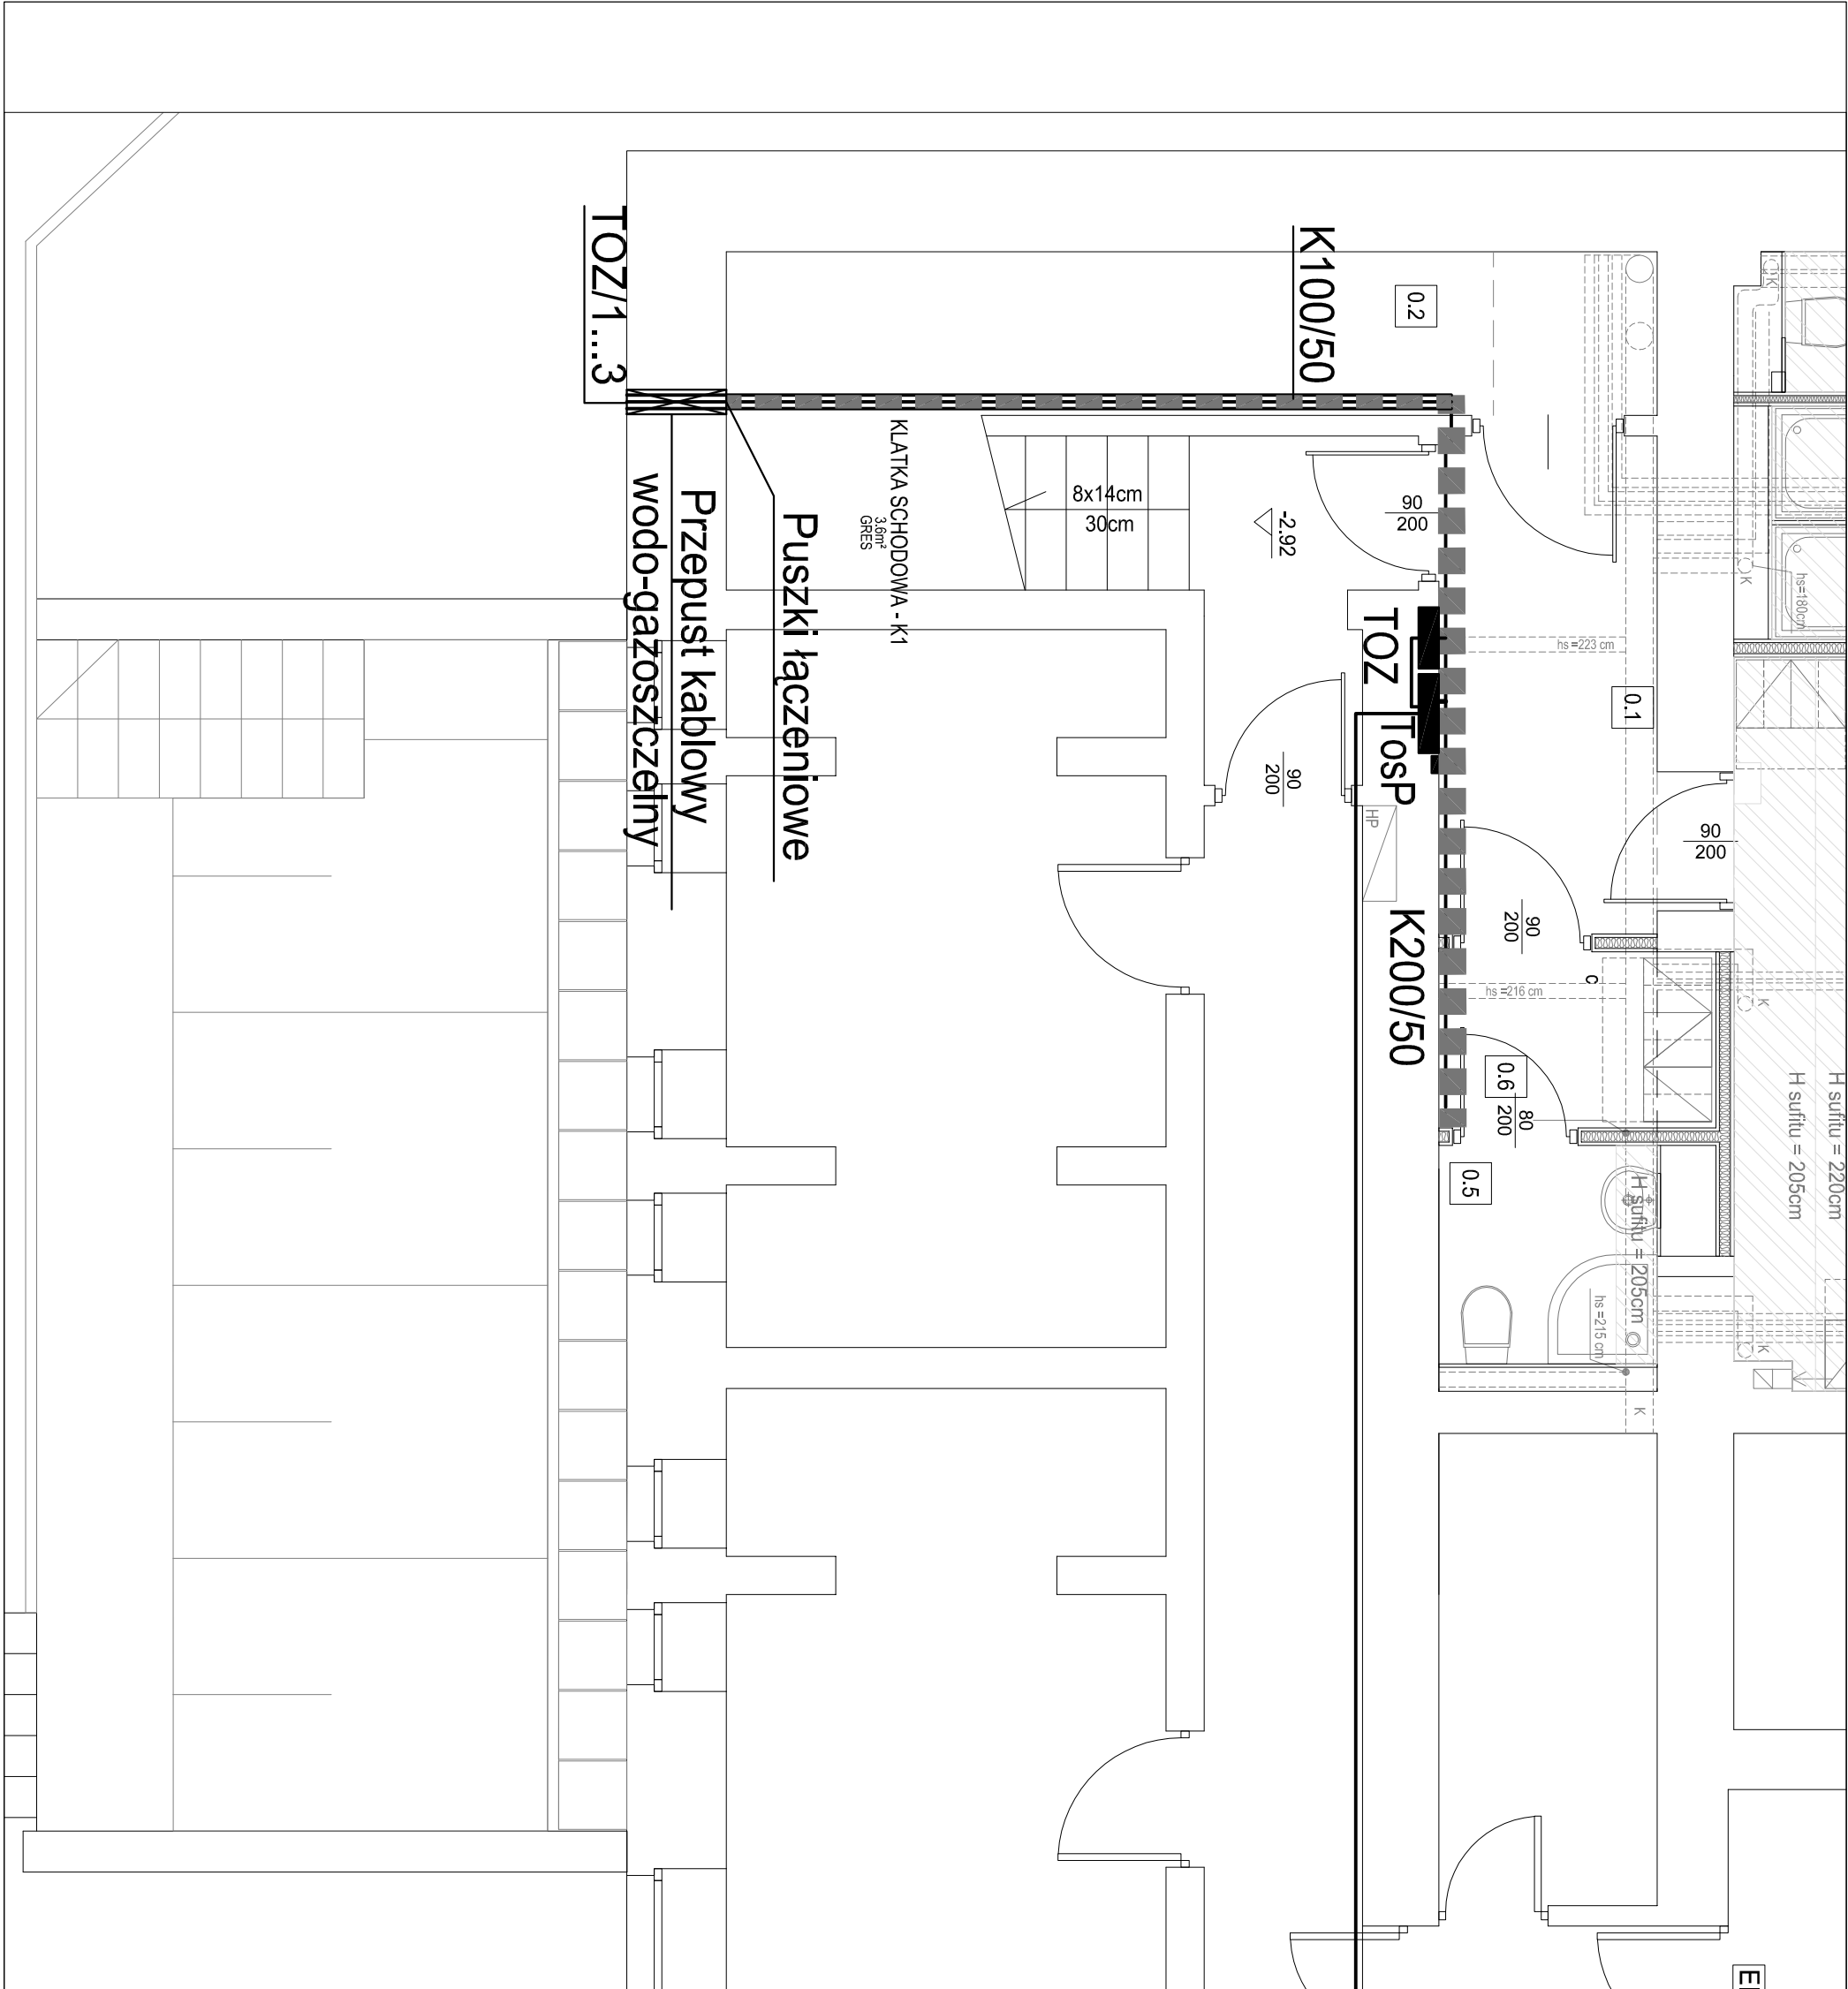 TOZ/1...3
K100/50
0.2
K
KLATKA SCHODOWA - K1
3.6m²
GRES
8x14cm
30cm
-2.92
90
200
Przepust kablowy
wodo-gazoszczelny
Puszki łączeniowe
K
hs=180cm
hs =223 cm
TOZ
TosP
0.1
90
200
90
200
HP
K200/50
90
200
c
hs =216 cm
K
0.6
80
200
0.5
H sufitu = 220cm
H sufitu = 205cm
H sufitu = 205cm
hs =215 cm
K
K